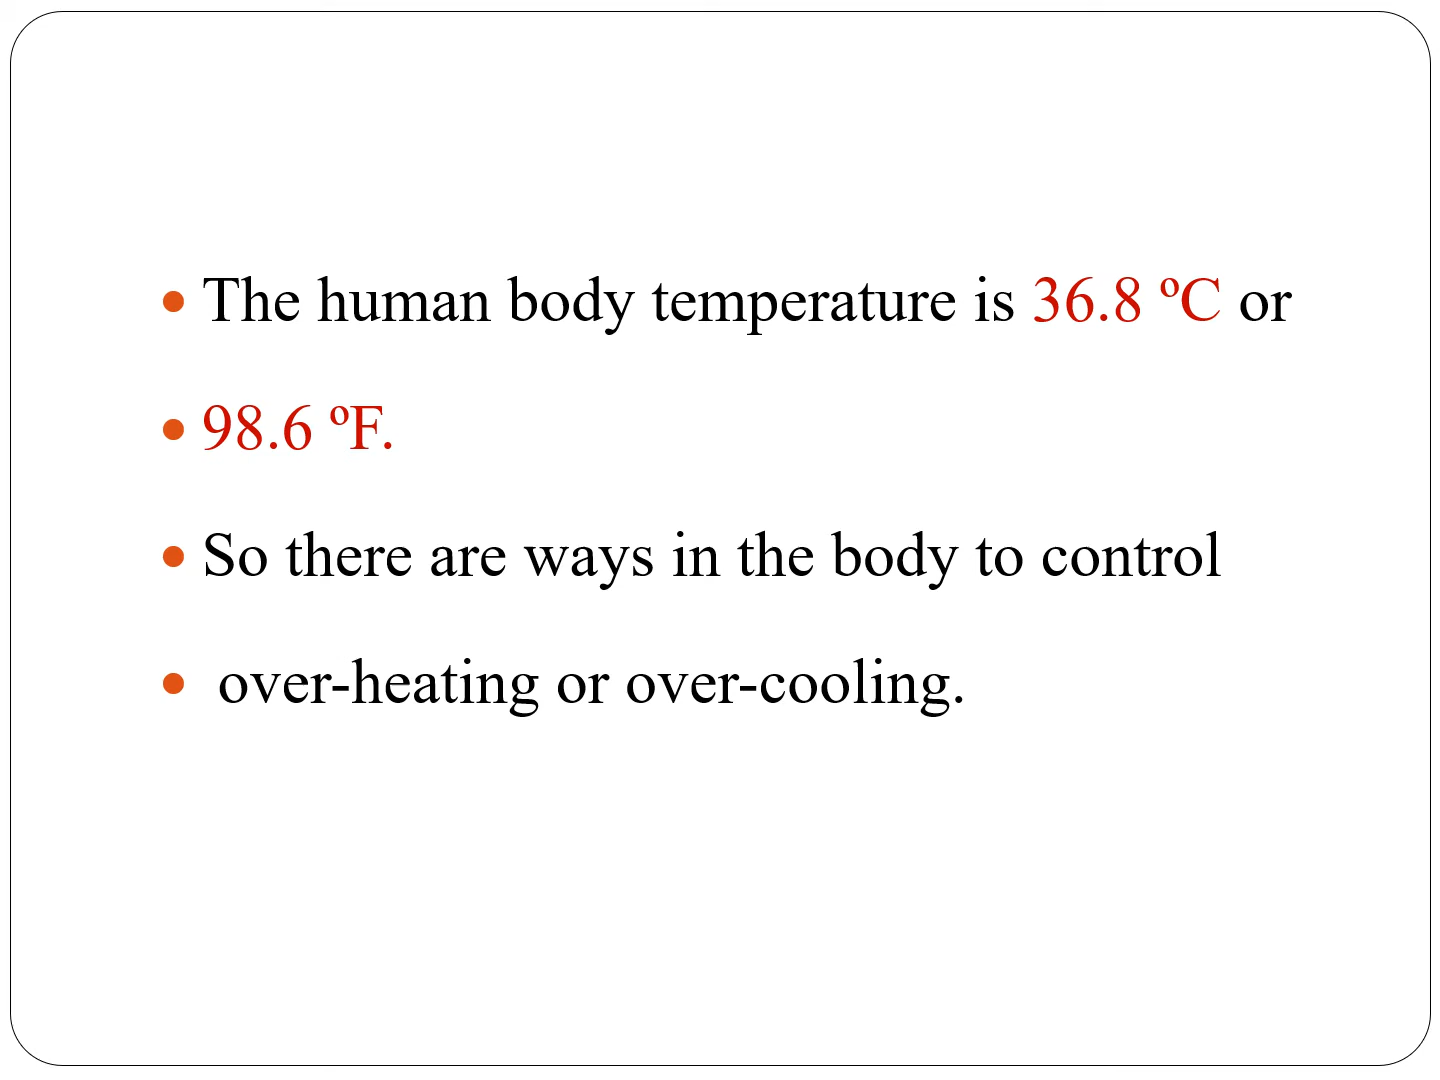 • The human body temperature is 36.8 ºC or
• 98.6 ºF.
• So there are ways in the body to control
• over-heating or over-cooling.